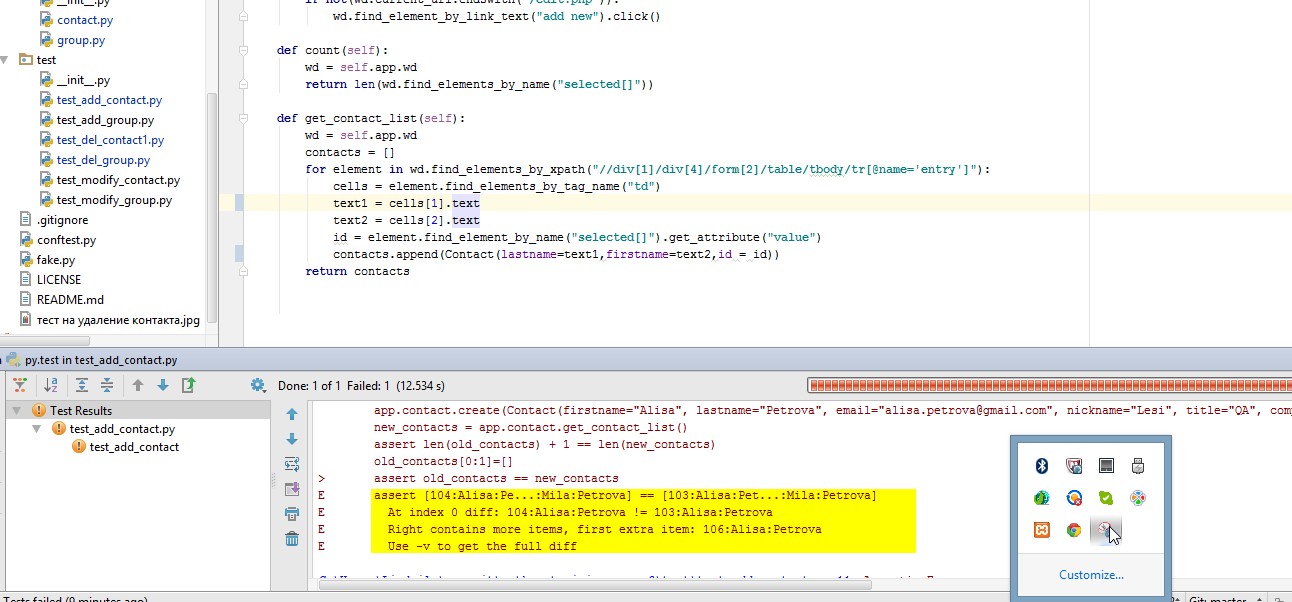 __init__.py
contact.py
group.py
test
__init__.py
test_add_contact.py
test_add_group.py
test_del_contact1.py
test_del_group.py
test_modify_contact.py
test_modify_group.py
.gitignore
conftest.py
fake.py
LICENSE
README.md
тест на удаление контакта.jpg
if not(wd.current_url.endswith("/edit.php")):
wd.find_element_by_link_text("add new").click()
def count(self):
wd = self.app.wd
return len(wd.find_elements_by_name("selected[]"))
def get_contact_list(self):
wd = self.app.wd
contacts = []
for element in wd.find_elements_by_xpath("//div[1]/div[4]/form[2]/table/tbody/tr[@name='entry']"):
cells = element.find_elements_by_tag_name("td")
text1 = cells[1].text
text2 = cells[2].text
id = element.find_element_by_name("selected[]").get_attribute("value")
contacts.append(Contact(lastname=text1,firstname=text2,id = id))
return contacts
py.test in test_add_contact.py
Done: 1 of 1 Failed: 1 (12.534 s)
Test Results
test_add_contact.py
test_add_contact
app.contact.create(Contact(firstname="Alisa", lastname="Petrova", email="alisa.petrova@gmail.com", nickname="Lesi", title="QA", com
new_contacts = app.contact.get_contact_list()
assert len(old_contacts) + 1 == len(new_contacts)
old_contacts[0:1]=[]
> assert old_contacts == new_contacts
E assert [104:Alisa:Pe...:Mila:Petrova] == [103:Alisa:Pet...:Mila:Petrova]
E At index 0 diff: 104:Alisa:Petrova != 103:Alisa:Petrova
E Right contains more items, first extra item: 106:Alisa:Petrova
E Use -v to get the full diff
Customize...
Tests failed (9 minutes ago)
Git: master